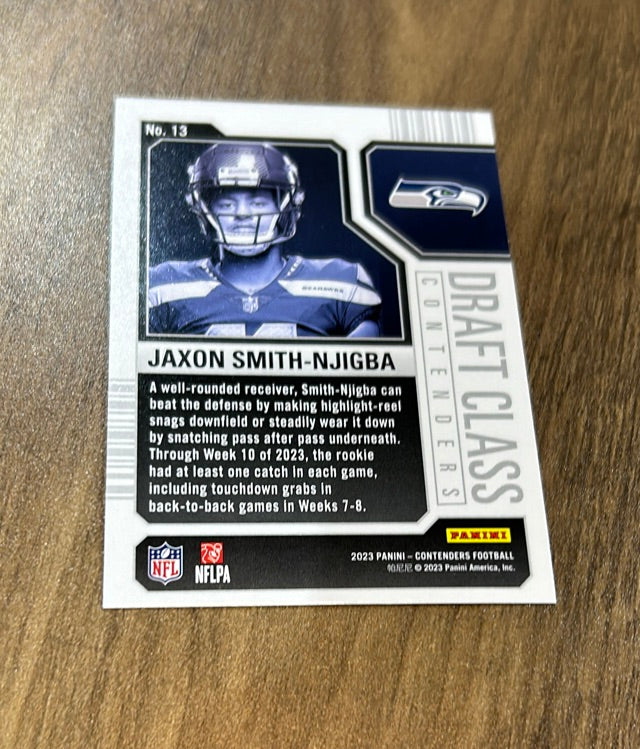 No. 13
SEAHAWKS
JAXON SMITH-NJIGBA
A well-rounded receiver, Smith-Njigba can
beat the defense by making highlight-reel
snags downfield or steadily wear it down
by snatching pass after pass underneath.
Through Week 10 of 2023, the rookie
had at least one catch in each game,
including touchdown grabs in
back-to-back games in Weeks 7-8.
DRAFT CLASS
CONTENDERS
NFL
NFLPA
PANINI
2023 PANINI – CONTENDERS FOOTBALL
帕尼尼 © 2023 Panini America, Inc.